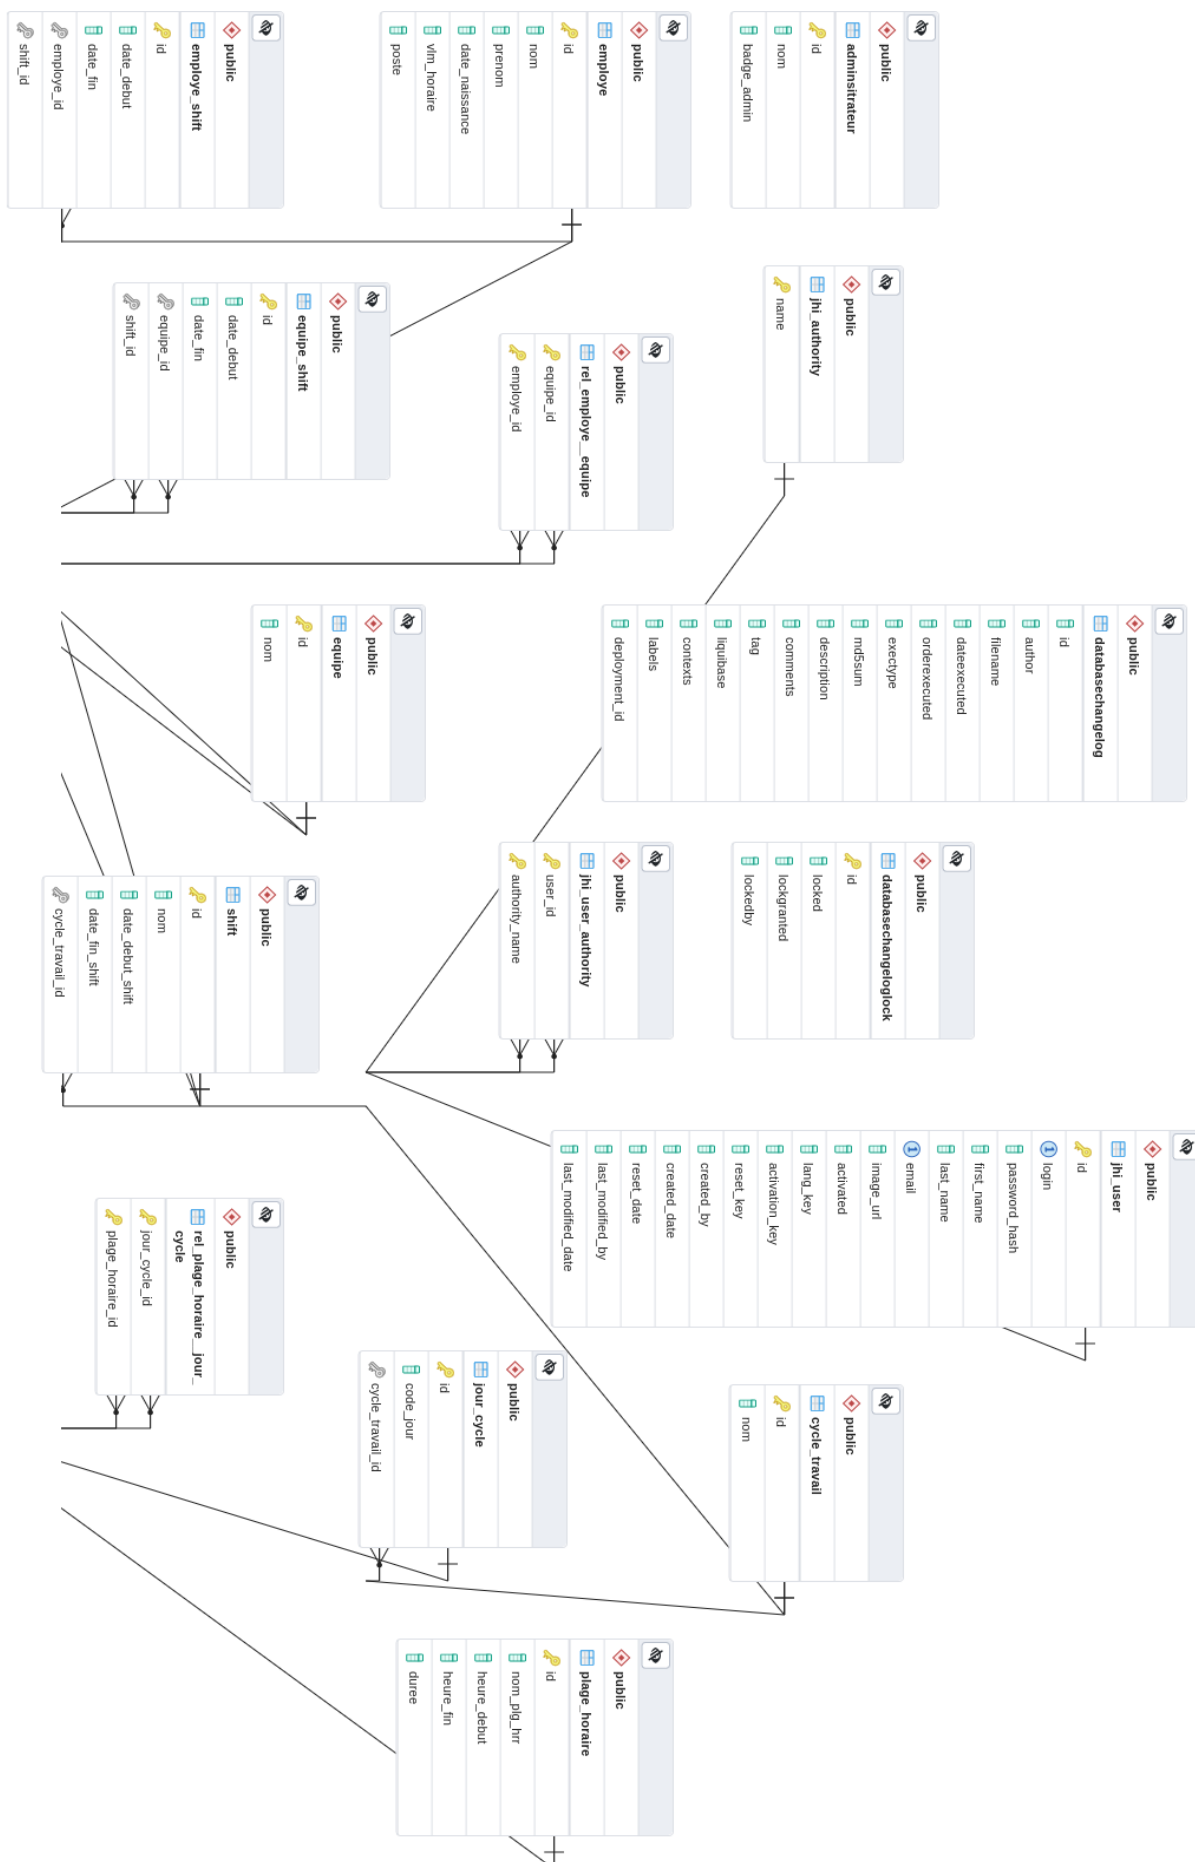 public
adminsitrateur
id
nom
badge_admin
public
employe
id
nom
prenom
date_naissance
vlm_horaire
poste
public
employe_shift
id
date_debut
date_fin
employe_id
shift_id
public
jhi_authority
name
public
rel_employe__equipe
equipe_id
employe_id
public
equipe_shift
id
date_debut
date_fin
equipe_id
shift_id
public
databasechangelog
id
author
filename
dateexecuted
orderexecuted
exectype
md5sum
description
comments
tag
liquibase
contexts
labels
deployment_id
public
equipe
id
nom
public
databasechangeloglock
id
locked
lockgranted
lockedby
public
jhi_user_authority
user_id
authority_name
public
shift
id
nom
date_debut_shift
date_fin_shift
cycle_travail_id
public
jhi_user
id
login
password_hash
first_name
last_name
email
image_url
activated
lang_key
activation_key
reset_key
created_by
created_date
reset_date
last_modified_by
last_modified_date
public
rel_plage_horaire__jour_
cycle
jour_cycle_id
plage_horaire_id
public
jour_cycle
id
code_jour
cycle_travail_id
public
cycle_travail
id
nom
public
plage_horaire
id
nom_plg_hrr
heure_debut
heure_fin
duree